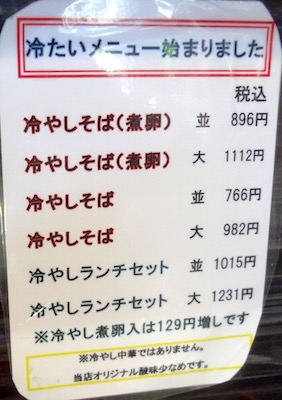 冷たいメニュー始まりました
税込
冷やしそば（煮卵） 並 896円
冷やしそば（煮卵） 大 1112円
冷やしそば 並 766円
冷やしそば 大 982円
冷やしランチセット 並 1015円
冷やしランチセット 大 1231円
※冷やし煮卵入は129円増しです
※冷やし中華ではありません。
当店オリジナル酸味少なめです。